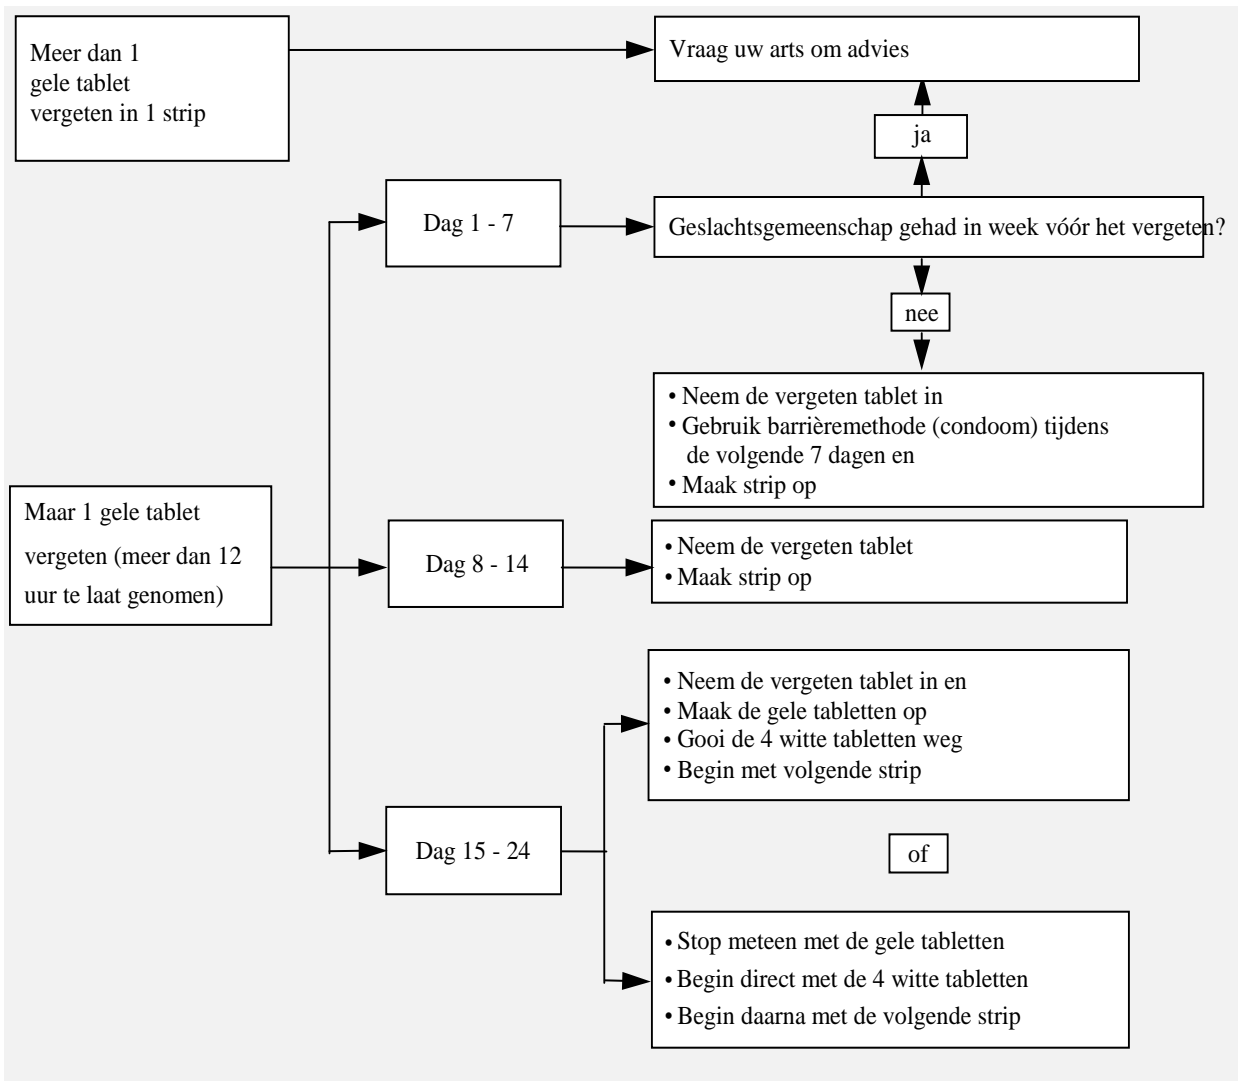 Meer dan 1
gele tablet
vergeten in 1 strip
Vraag uw arts om advies
ja
Dag 1 - 7
Geslachtsgemeenschap gehad in week vóór het vergeten?
nee
• Neem de vergeten tablet in
• Gebruik barrièremethode (condoom) tijdens
de volgende 7 dagen en
• Maak strip op
Maar 1 gele tablet
vergeten (meer dan 12
uur te laat genomen)
Dag 8 - 14
• Neem de vergeten tablet
• Maak strip op
• Neem de vergeten tablet in en
• Maak de gele tabletten op
• Gooi de 4 witte tabletten weg
• Begin met volgende strip
Dag 15 - 24
of
• Stop meteen met de gele tabletten
• Begin direct met de 4 witte tabletten
• Begin daarna met de volgende strip